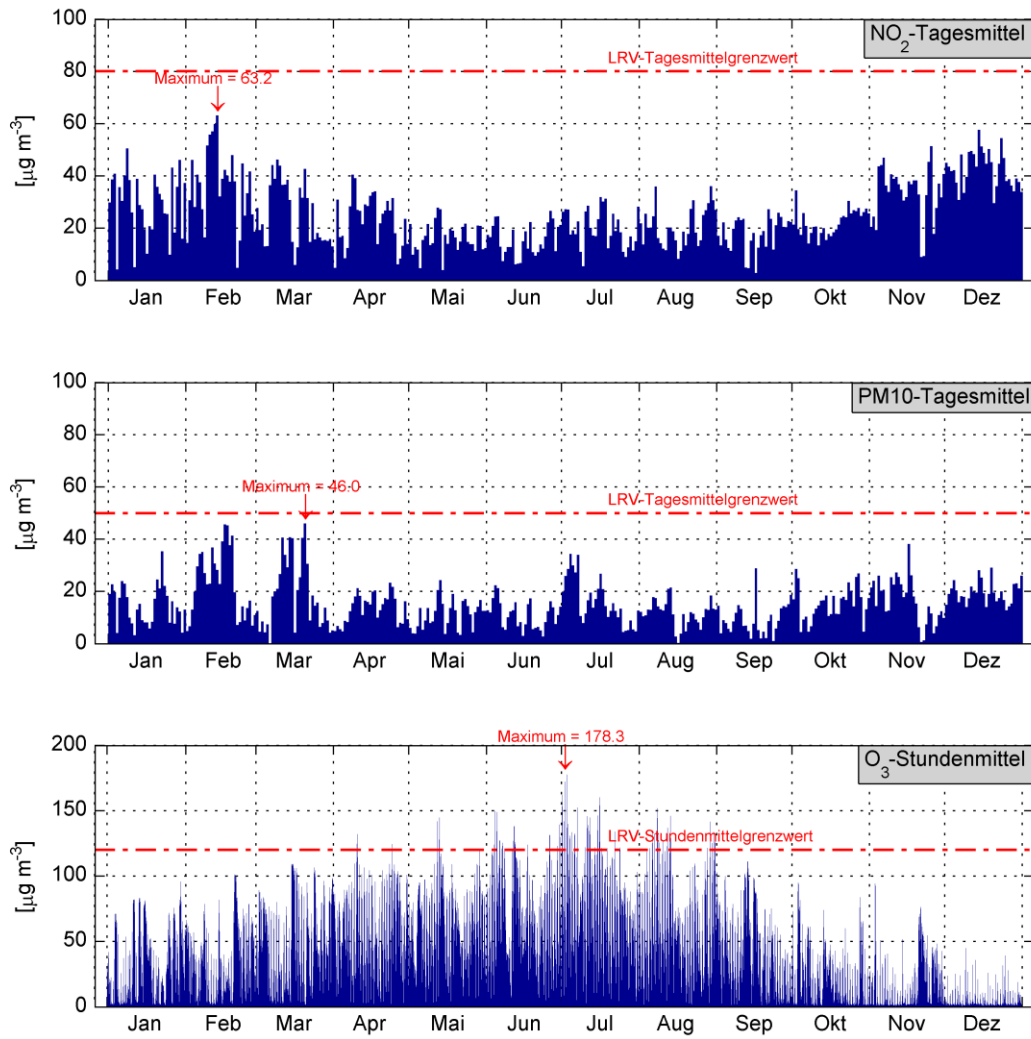 NO2-Tagesmittel
LRV-Tagesmittelgrenzwert
Maximum = 63.2
[µg m-3]
100
80
60
40
20
0
Jan Feb Mar Apr Mai Jun Jul Aug Sep Okt Nov Dez
PM10-Tagesmittel
LRV-Tagesmittelgrenzwert
Maximum = 46.0
[µg m-3]
100
80
60
40
20
0
Jan Feb Mar Apr Mai Jun Jul Aug Sep Okt Nov Dez
Maximum = 178.3
O3-Stundenmittel
LRV-Stundenmittelgrenzwert
[µg m-3]
200
150
100
50
0
Jan Feb Mar Apr Mai Jun Jul Aug Sep Okt Nov Dez